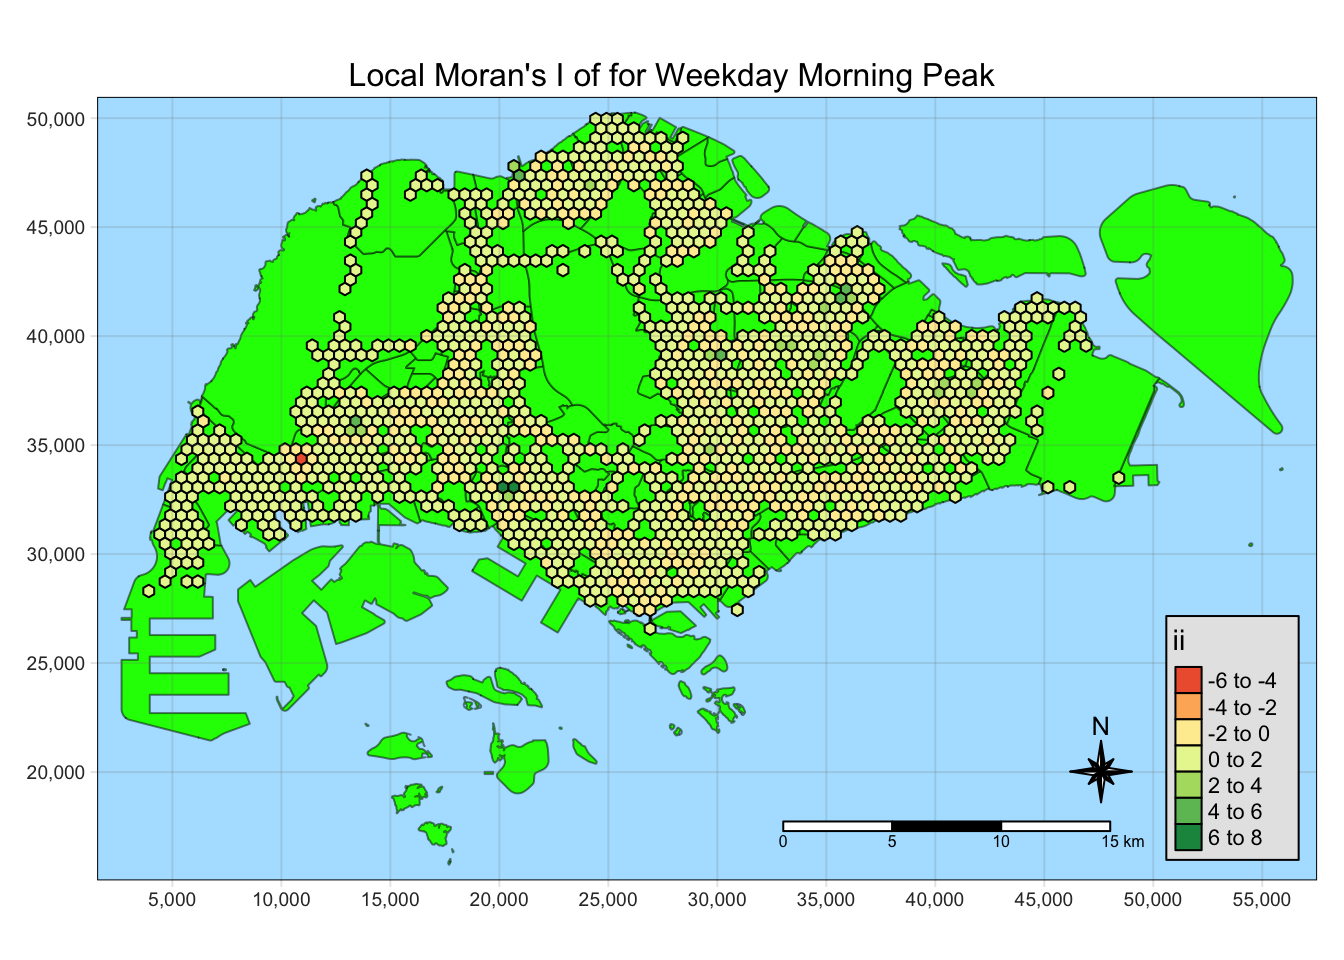 Local Moran's I of for Weekday Morning Peak
50,000
45,000
40,000
35,000
30,000
25,000
20,000
ii
-6 to -4
-4 to -2
-2 to 0
0 to 2
2 to 4
4 to 6
6 to 8
N
0 5 10 15 km
5,000 10,000 15,000 20,000 25,000 30,000 35,000 40,000 45,000 50,000 55,000